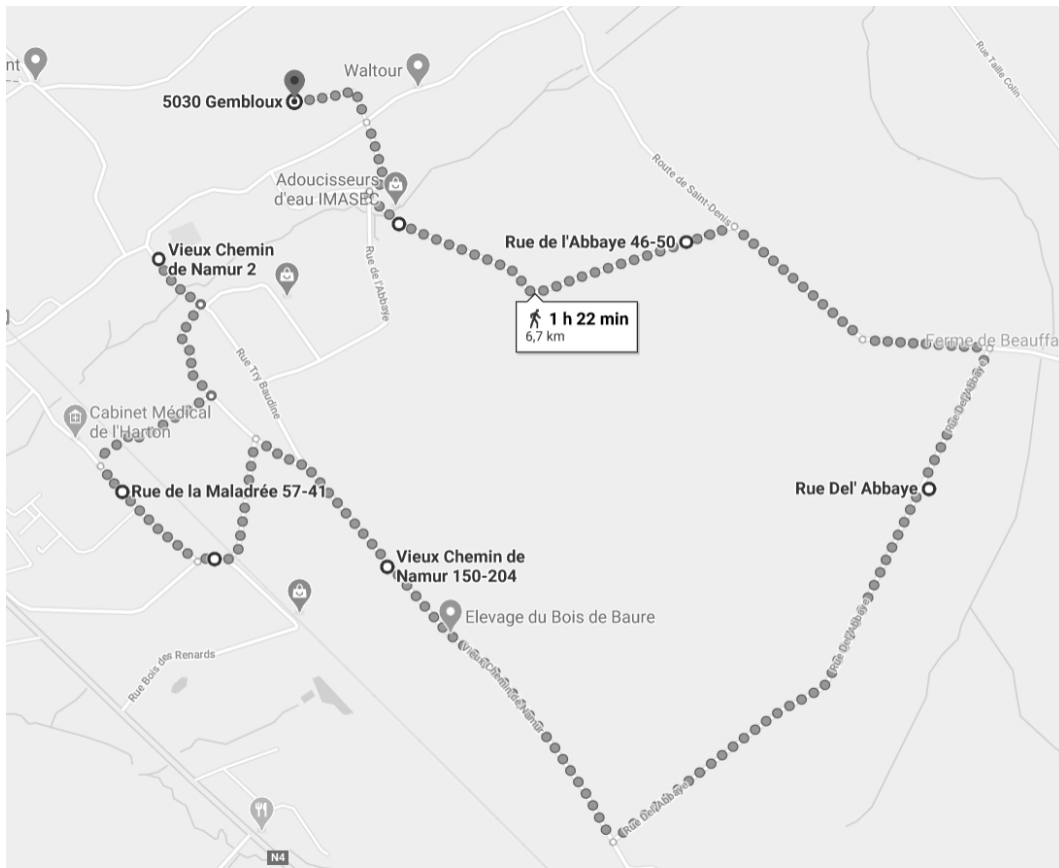 nt
Waltour
5030 Gembloux
Rue Taille Colin
Adoucisseurs
d'eau IMASEC
Route de Saint-Denis
Rue de l'Abbaye 46-50
Vieux Chemin
de Namur 2
Rue de l'Abbaye
1 h 22 min
6,7 km
Ferme de Beauffa
Rue Try Baudine
Rue Del'Abbaye
Cabinet Médical
de l'Harton
Rue de la Maladrée 57-41
Rue Del' Abbaye
Vieux Chemin de
Namur 150-204
Elevage du Bois de Baure
Rue Del'Abbaye
Vieux Chemin de Namur
Rue Bois des Renards
Rue Del'Abbaye
N4